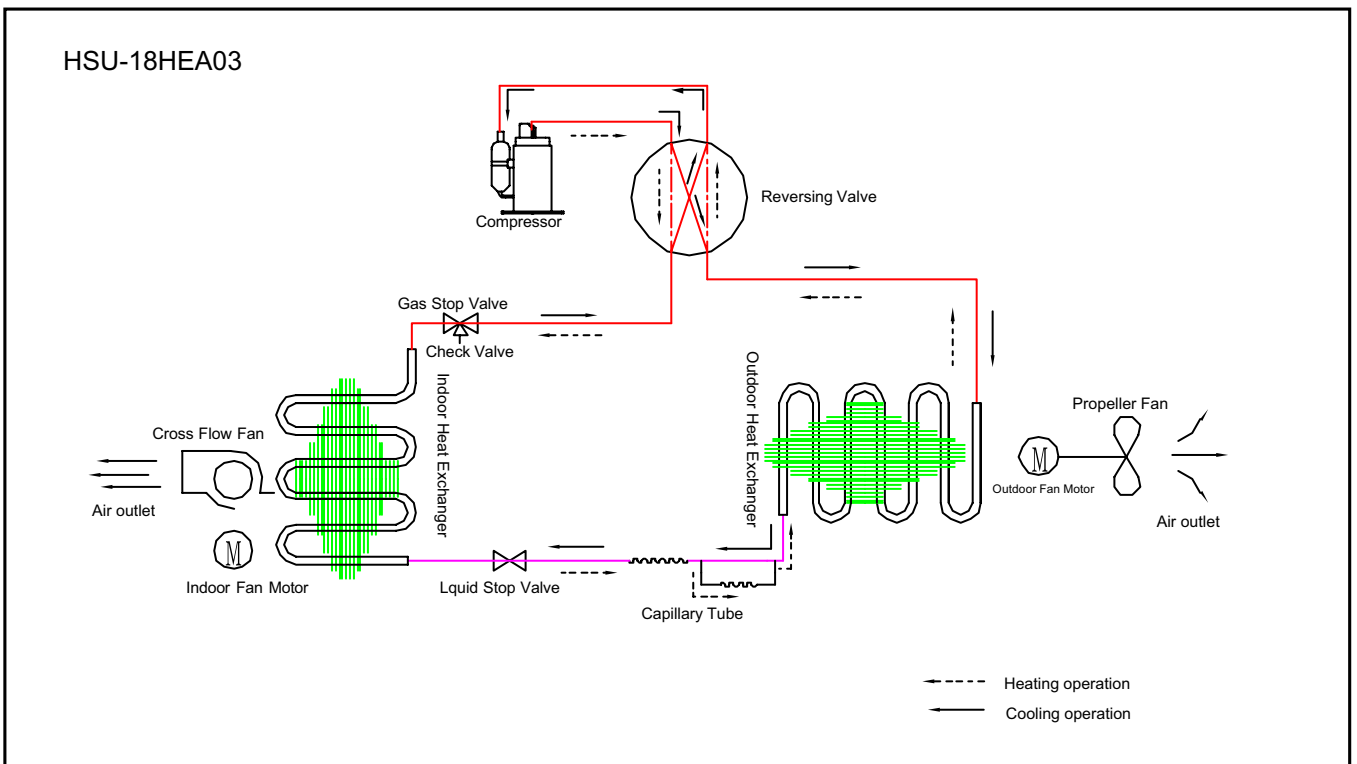 HSU-18HEA03
Compressor
Reversing Valve
Gas Stop Valve
Check Valve
Indoor Heat Exchanger
Outdoor Heat Exchanger
Cross Flow Fan
Air outlet
M
Indoor Fan Motor
Lquid Stop Valve
Capillary Tube
Propeller Fan
M
Outdoor Fan Motor
Air outlet
Heating operation
Cooling operation